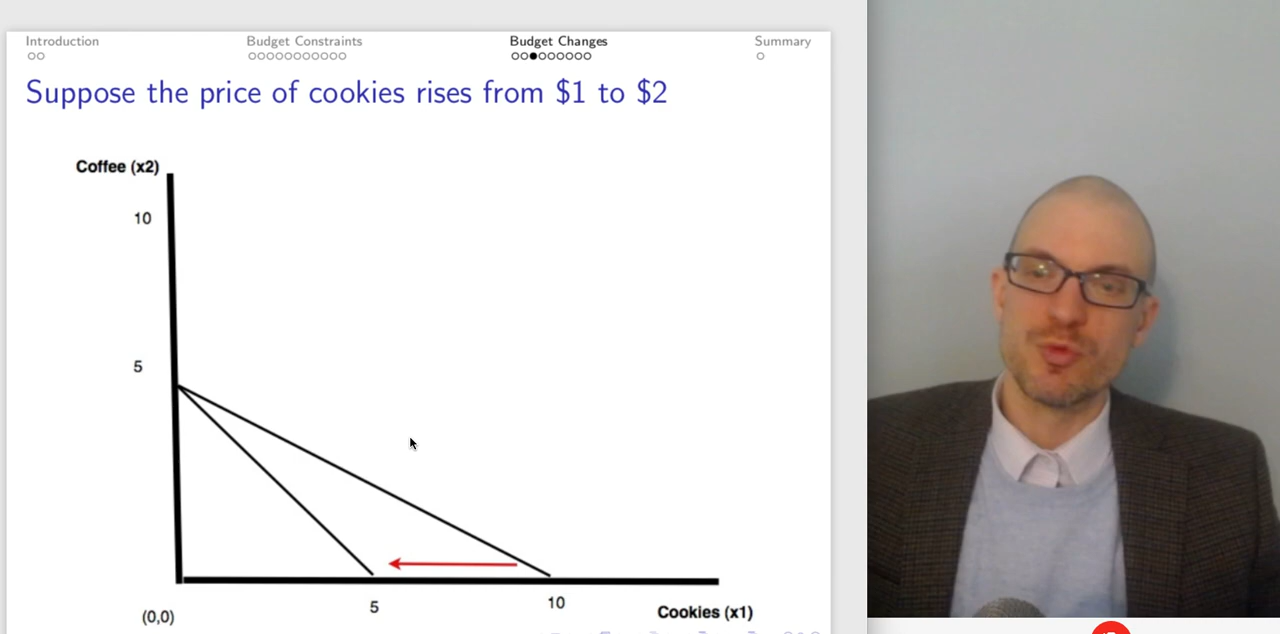 Introduction Budget Constraints Budget Changes Summary
Suppose the price of cookies rises from $1 to $2
Coffee (x2)
10
5
5 10
(0,0) Cookies (x1)